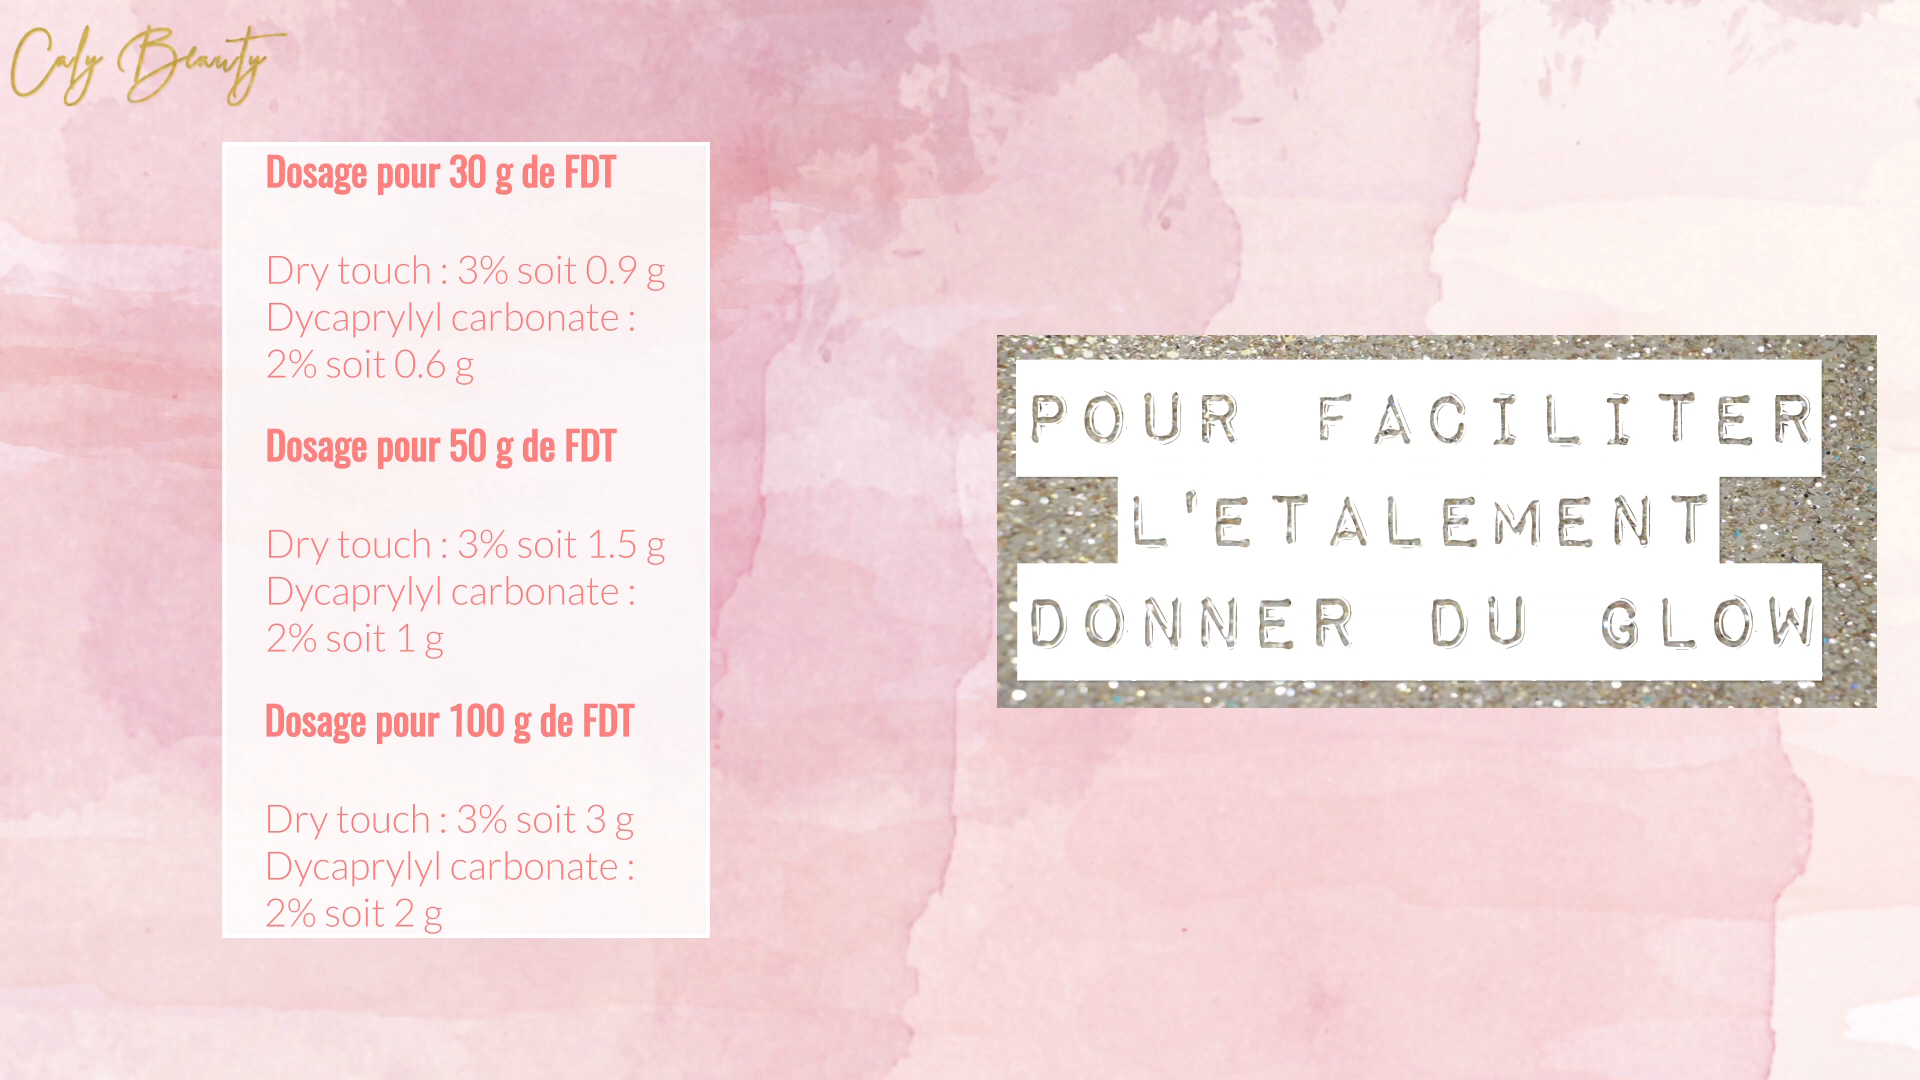 Caly Beauty
Dosage pour 30 g de FDT
Dry touch : 3% soit 0.9 g
Dycaprylyl carbonate :
2% soit 0.6 g
Dosage pour 50 g de FDT
Dry touch : 3% soit 1.5 g
Dycaprylyl carbonate :
2% soit 1 g
Dosage pour 100 g de FDT
Dry touch : 3% soit 3 g
Dycaprylyl carbonate :
2% soit 2 g
POUR FACILITER
L'ETALEMENT
DONNER DU GLOW